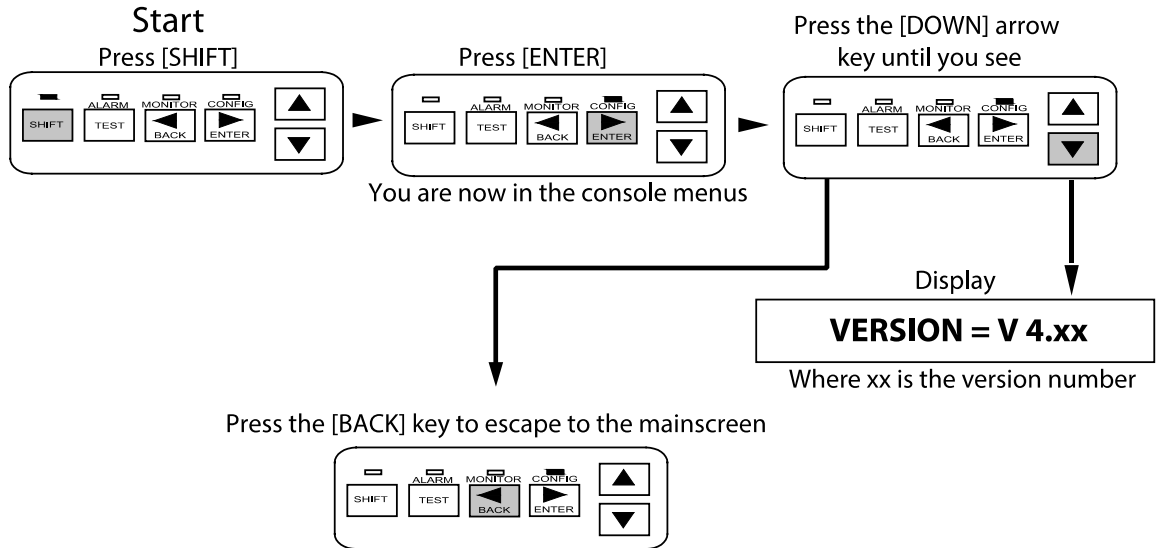 Start
Press [SHIFT]
ALARM MONITOR CONFIG
SHIFT TEST BACK ENTER
Press [ENTER]
ALARM MONITOR CONFIG
SHIFT TEST BACK ENTER
You are now in the console menus
Press the [DOWN] arrow
key until you see
ALARM MONITOR CONFIG
SHIFT TEST BACK ENTER
Display
VERSION = V 4.xx
Where xx is the version number
Press the [BACK] key to escape to the mainscreen
ALARM MONITOR CONFIG
SHIFT TEST BACK ENTER